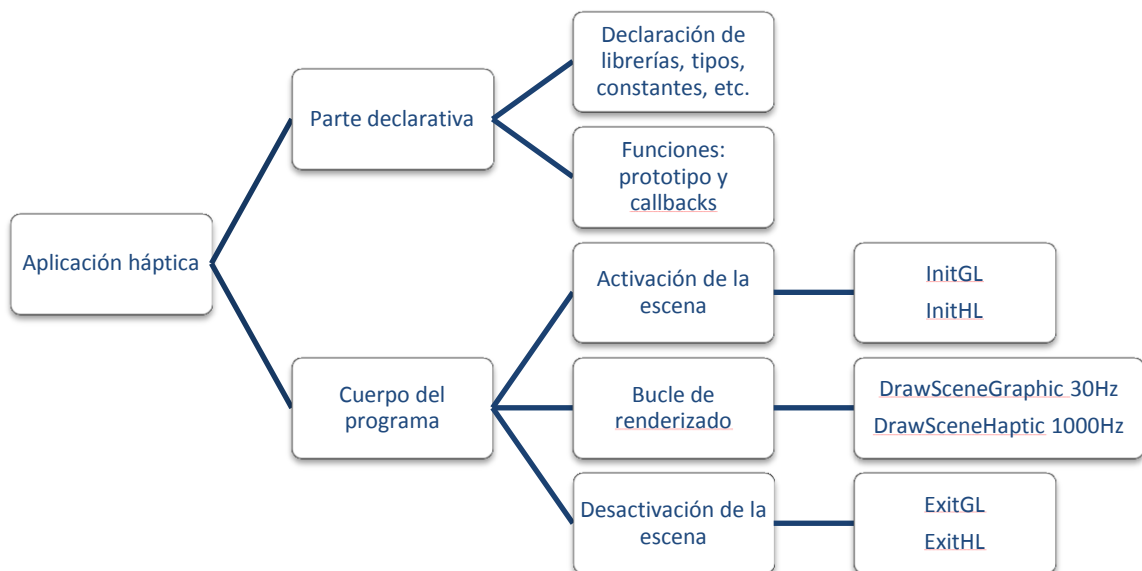 Aplicación háptica
Parte declarativa
Declaración de
librerías, tipos,
constantes, etc.
Funciones:
prototipo y
callbacks
Cuerpo del
programa
Activación de la
escena
InitGL
InitHL
Bucle de
renderizado
DrawSceneGraphic 30Hz
DrawSceneHaptic 1000Hz
Desactivación de la
escena
ExitGL
ExitHL